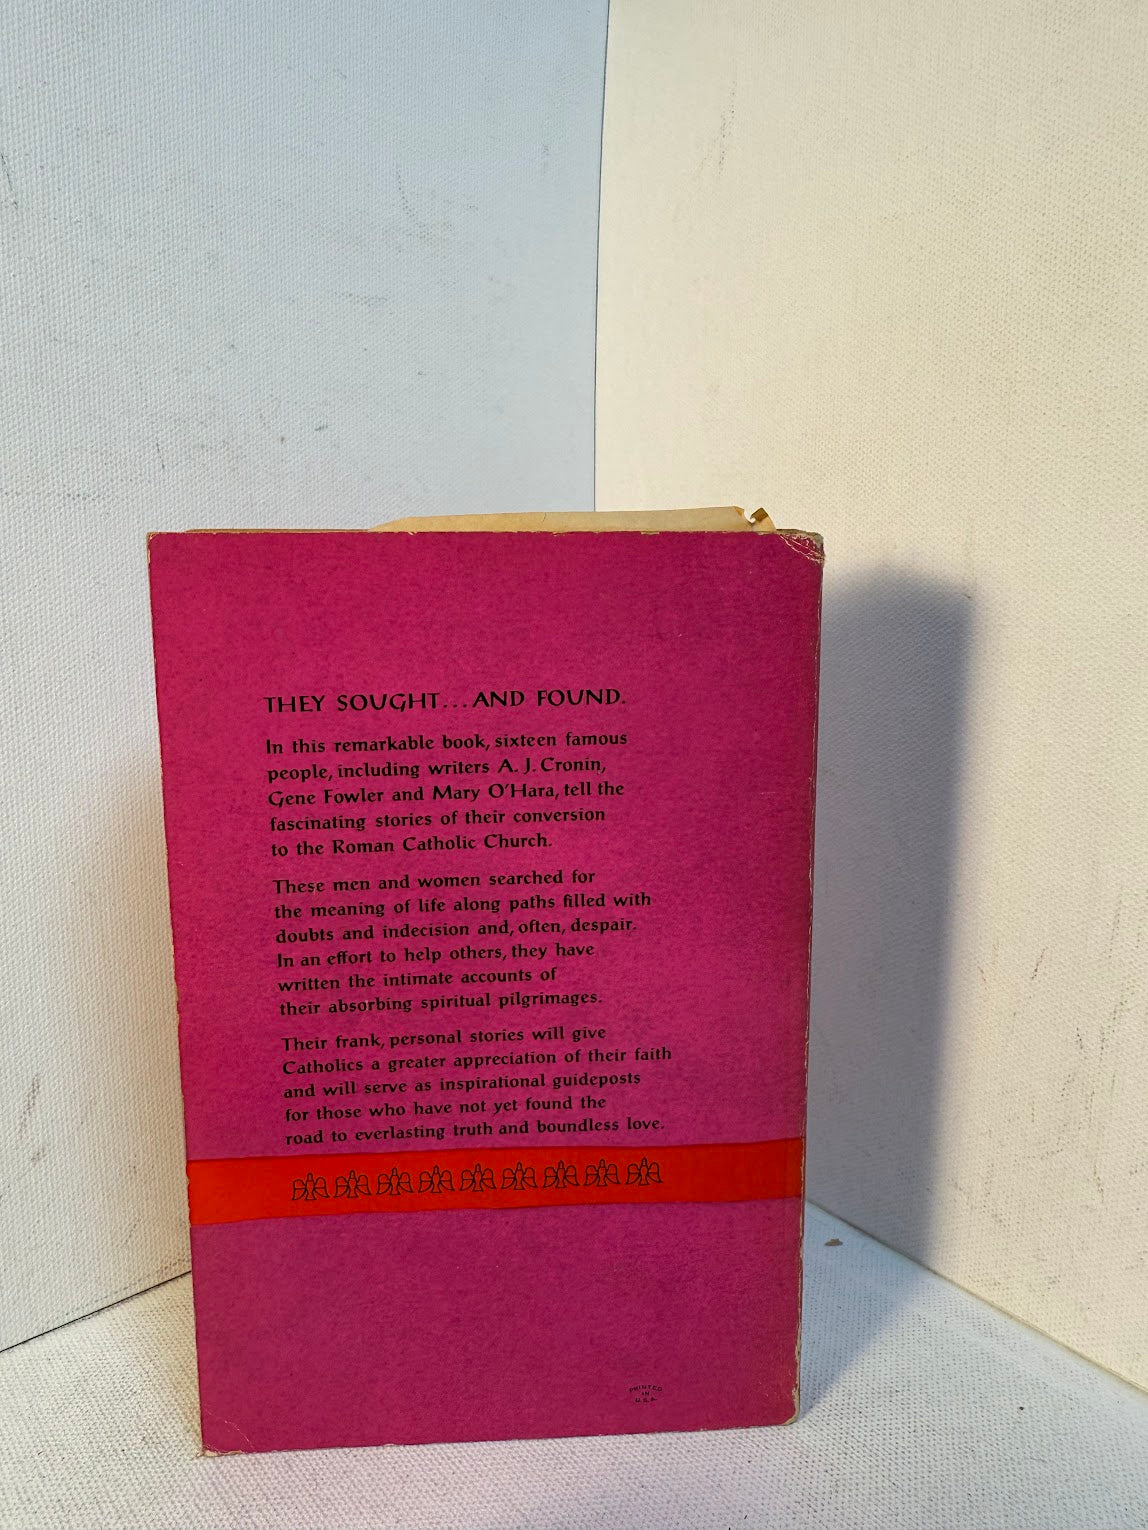 THEY SOUGHT...AND FOUND.
In this remarkable book, sixteen famous
people, including writers A. J. Cronin,
Gene Fowler and Mary O'Hara, tell the
fascinating stories of their conversion
to the Roman Catholic Church.
These men and women searched for
the meaning of life along paths filled with
doubts and indecision and, often, despair.
In an effort to help others, they have
written the intimate accounts of
their absorbing spiritual pilgrimages.
Their frank, personal stories will give
Catholics a greater appreciation of their faith
and will serve as inspirational guideposts
for those who have not yet found the
road to everlasting truth and boundless love.
PRINTED
IN
U.S.A.